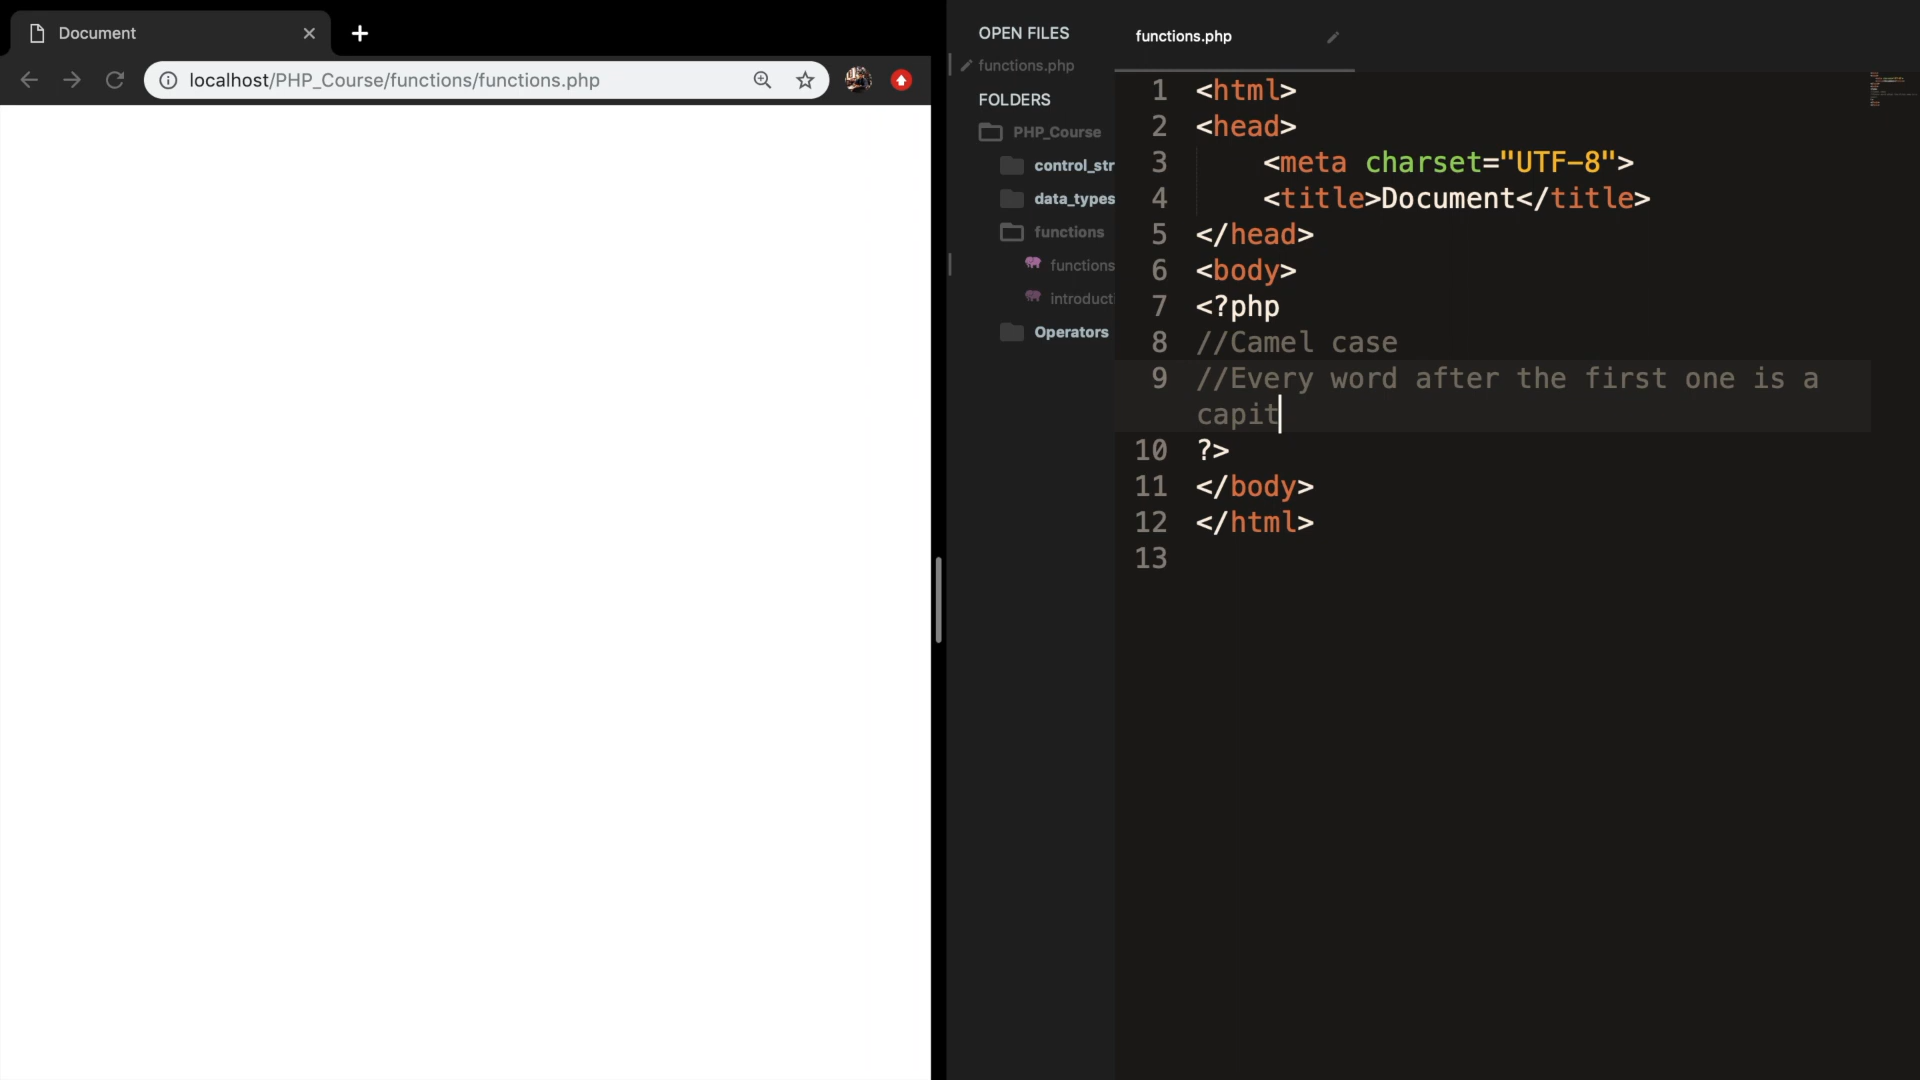 Document
localhost/PHP_Course/functions/functions.php
OPEN FILES
functions.php
FOLDERS
PHP_Course
control_str
data_types
functions
functions
introducti
Operators
functions.php
1 <html>
2 <head>
3 <meta charset="UTF-8">
4 <title>Document</title>
5 </head>
6 <body>
7 <?php
8 //Camel case
9 //Every word after the first one is a
capit
10 ?>
11 </body>
12 </html>
13